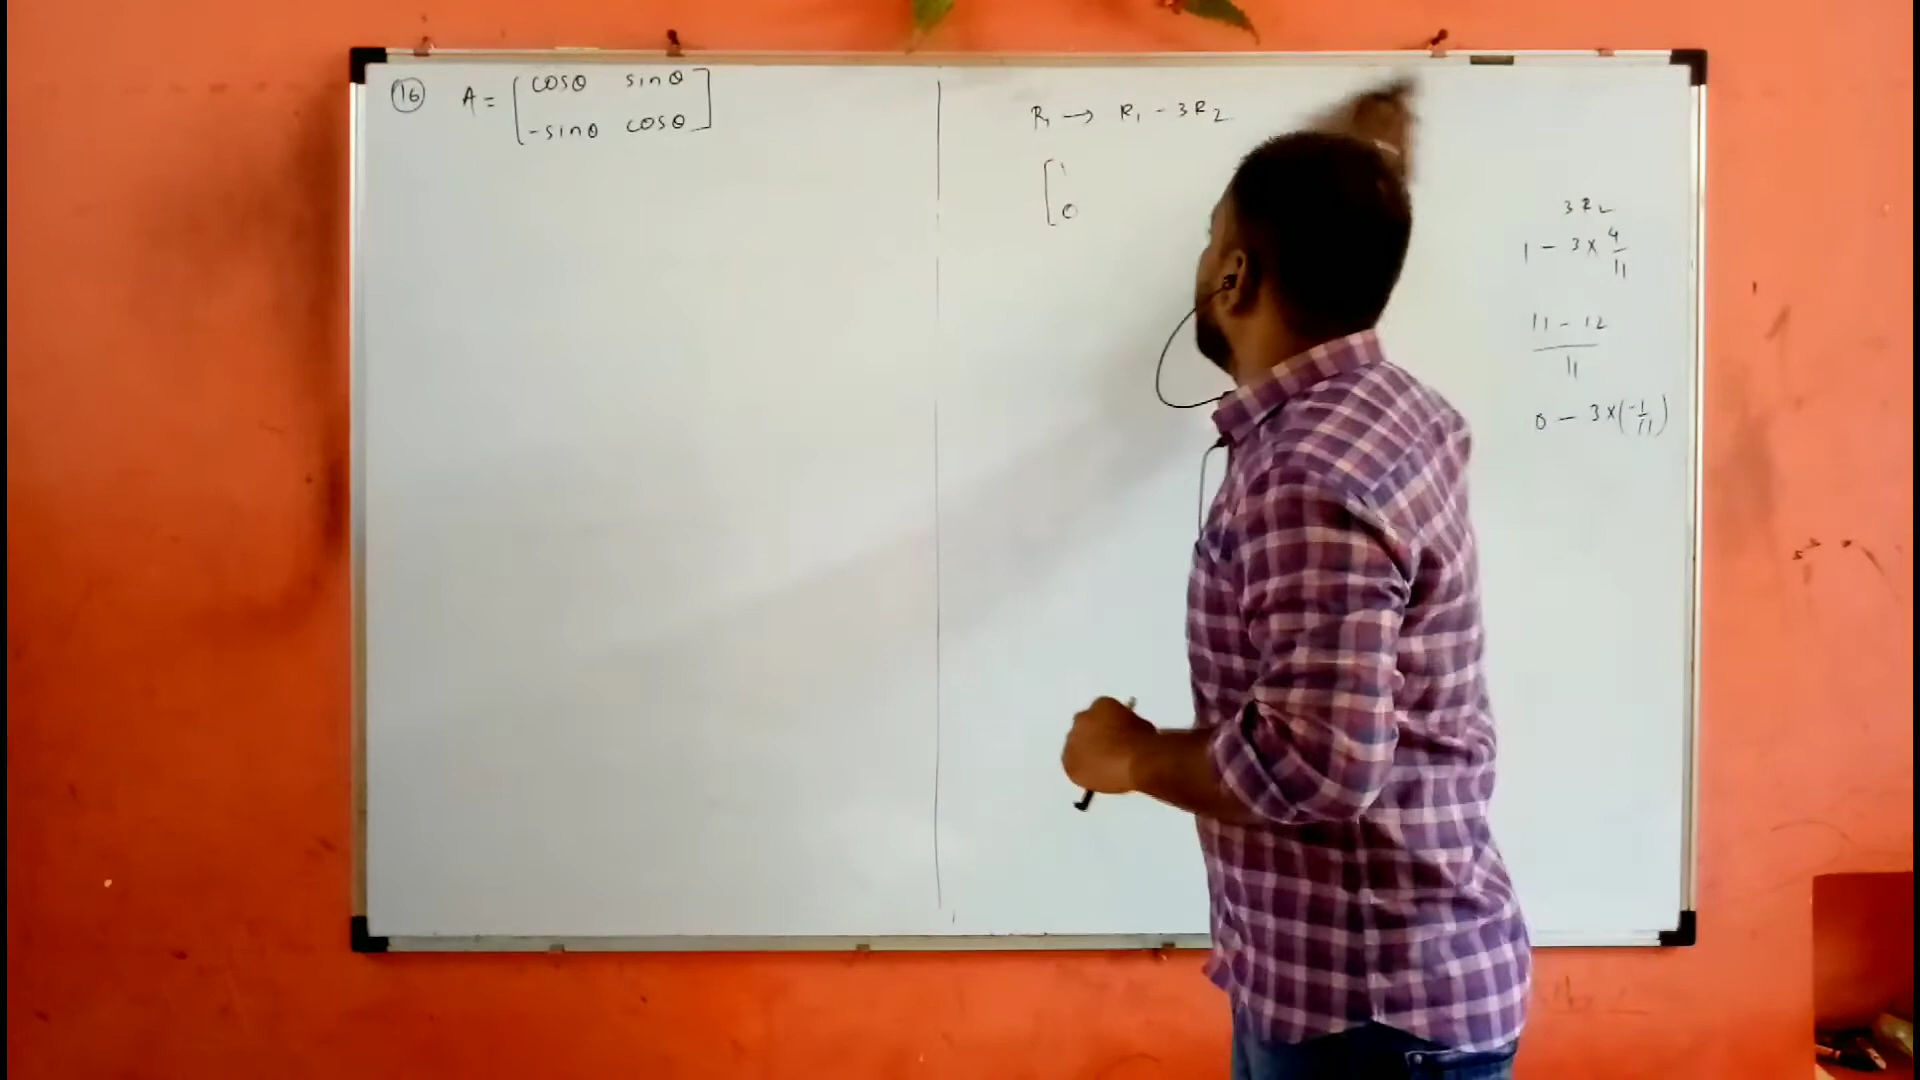 16 A = [ cosθ sinθ
-sinθ cosθ ]
R₁ → R₁ - 3R₂
[ 1
0
3R₂
1 - 3 × 4/11
11 - 12
11
0 - 3×(-1/11)